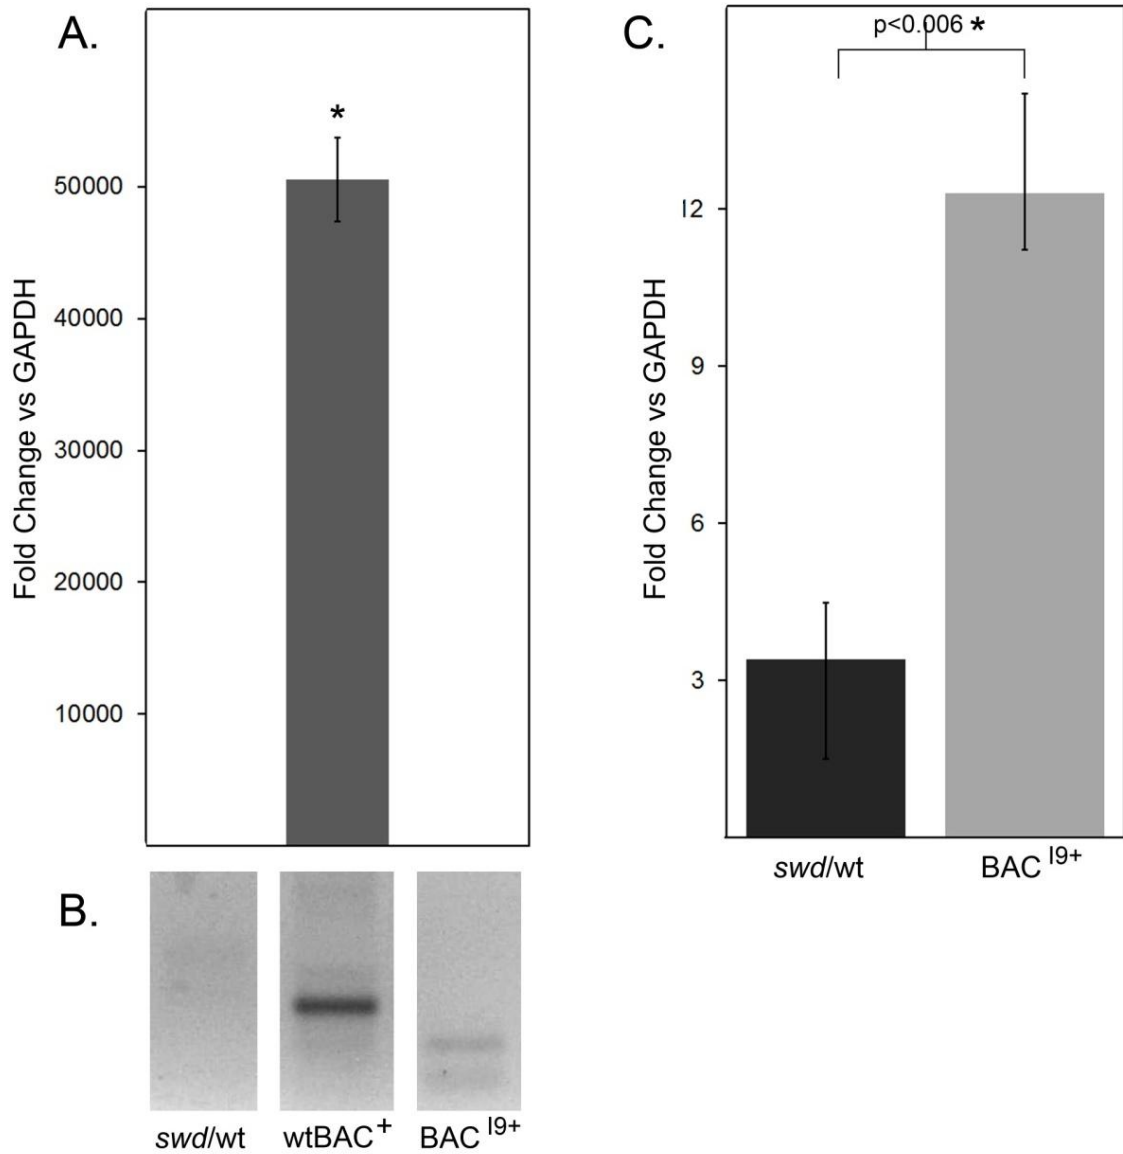 A.
*
50000
40000
30000
20000
10000
Fold Change vs GAPDH
B.
swd/wt
wtBAC+
BAC I9+
C.
p<0.006 *
I2
9
6
3
Fold Change vs GAPDH
swd/wt
BAC I9+